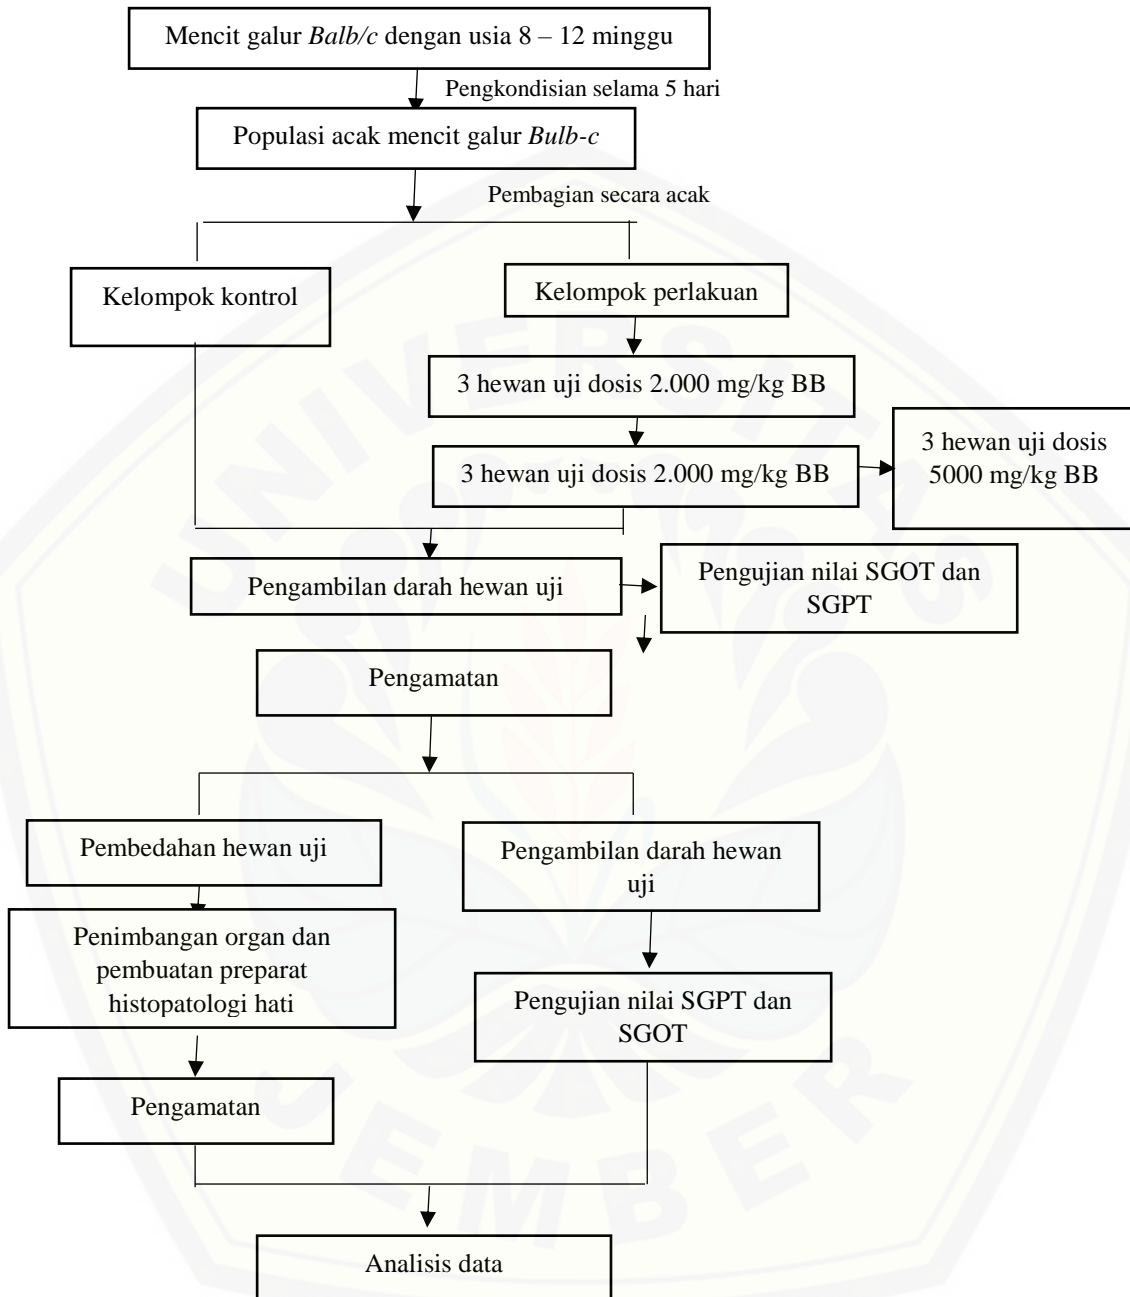 Mencit galur Balb/c dengan usia 8 – 12 minggu
Pengkondisian selama 5 hari
Populasi acak mencit galur Bulb-c
Pembagian secara acak
Kelompok kontrol
Kelompok perlakuan
3 hewan uji dosis 2.000 mg/kg BB
3 hewan uji dosis 2.000 mg/kg BB
3 hewan uji dosis
5000 mg/kg BB
Pengambilan darah hewan uji
Pengujian nilai SGOT dan
SGPT
Pengamatan
Pembedahan hewan uji
Pengambilan darah hewan
uji
Penimbangan organ dan
pembuatan preparat
histopatologi hati
Pengujian nilai SGPT dan
SGOT
Pengamatan
Analisis data
UNIVERSITAS
JEMBER